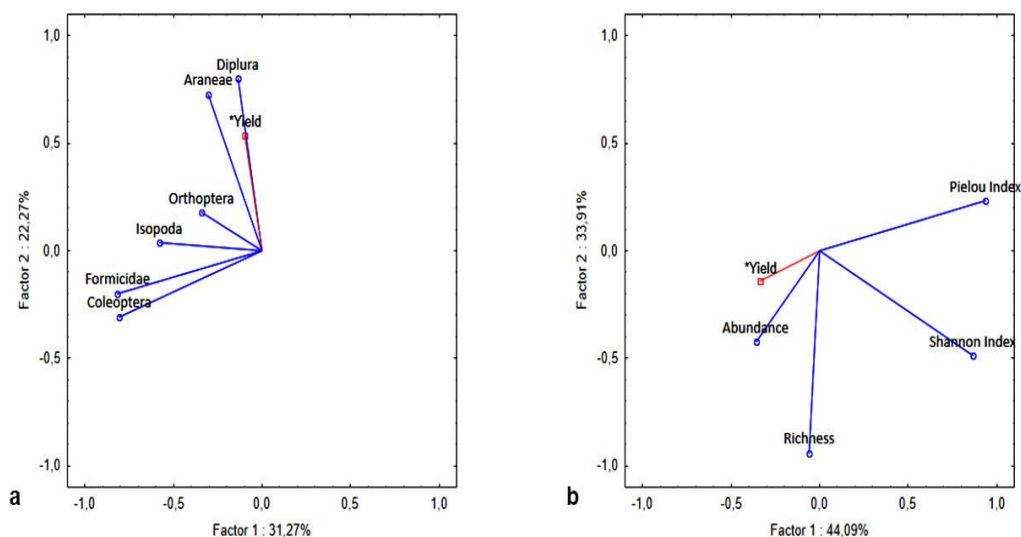 1,0
0,5
0,0
-0,5
-1,0
Factor 2 : 22,27%
Diplura
Araneae
*Yield
Orthoptera
Isopoda
Formicidae
Coleoptera
-1,0 -0,5 0,0 0,5 1,0
Factor 1 : 31,27%
a
1,0
0,5
0,0
-0,5
-1,0
Factor 2 : 33,91%
Pielou Index
*Yield
Abundance
Shannon Index
Richness
-1,0 -0,5 0,0 0,5 1,0
Factor 1 : 44,09%
b